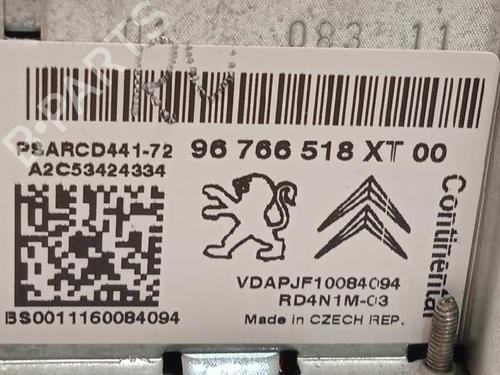 083 11
PSARCD441-72
96 766 518 XT 00
A2C53424334
Continental
VDAPJF10084094
RD4N1M-03
BS0011160084094
Made in CZECH REP.
B-PARTS